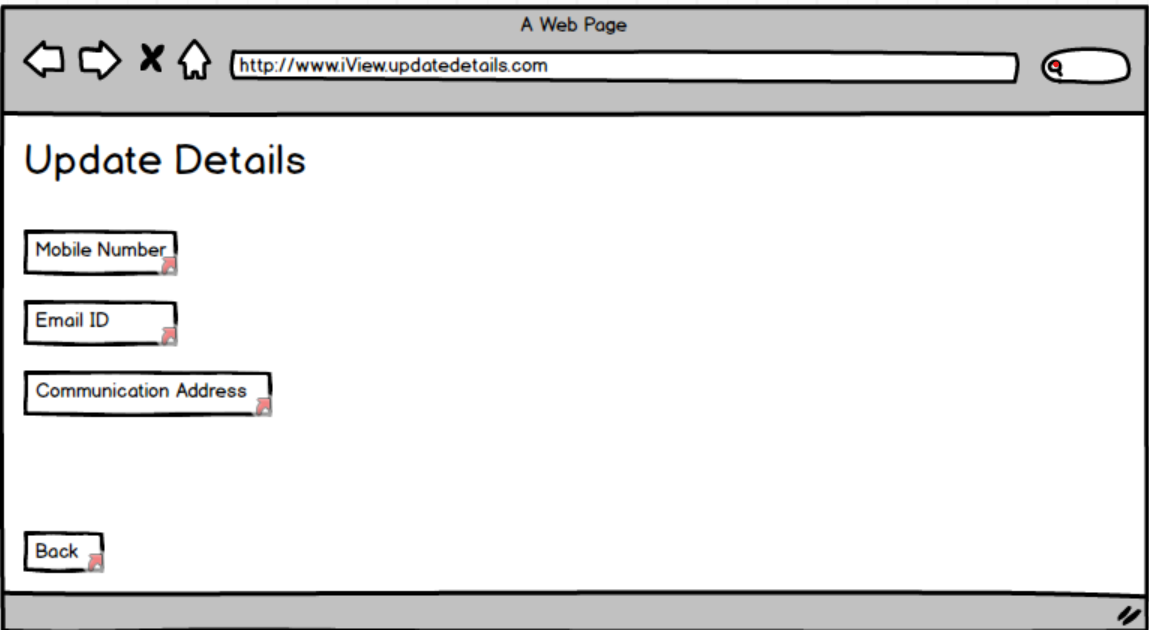 A Web Page
http://www.iView.updatedetails.com
Update Details
Mobile Number
Email ID
Communication Address
Back